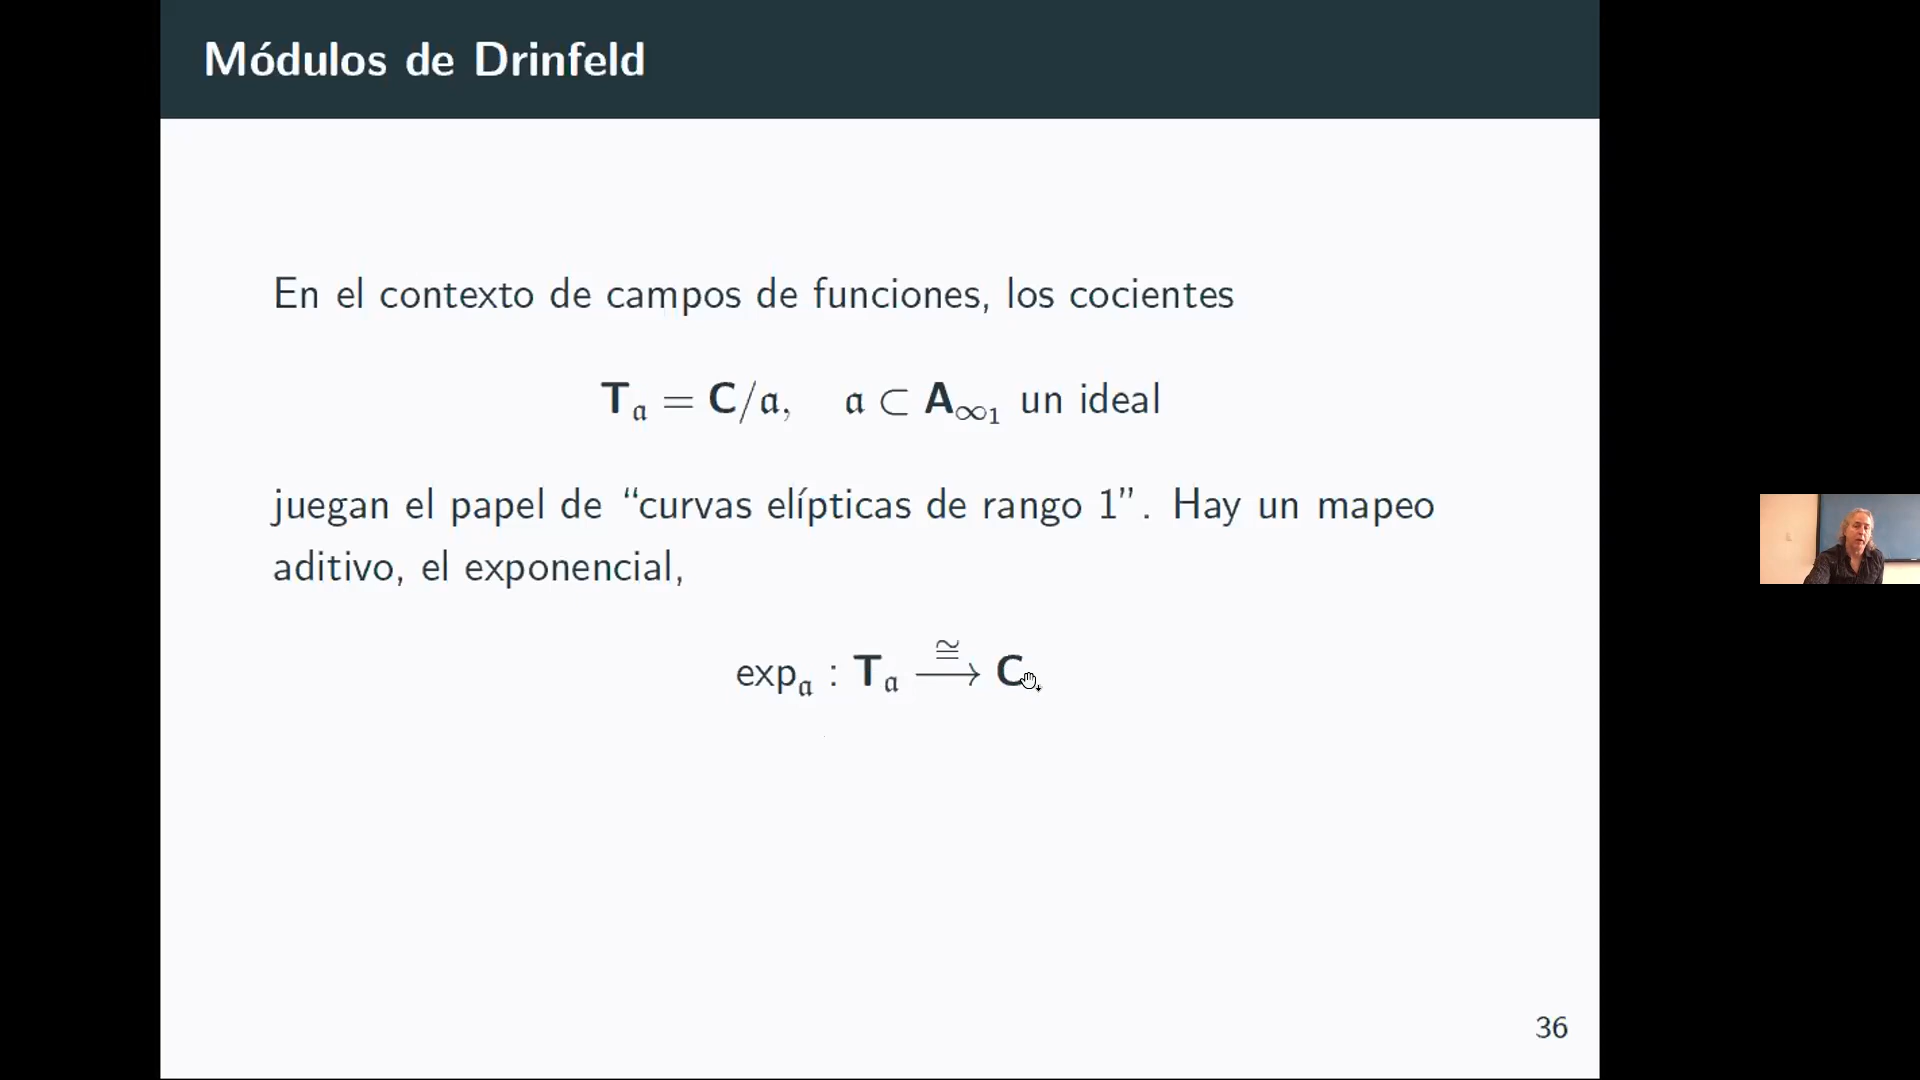 Módulos de Drinfeld
En el contexto de campos de funciones, los cocientes
𝐓_𝔞 = 𝐂/𝔞, 𝔞 ⊂ 𝐀_∞₁ un ideal
juegan el papel de “curvas elípticas de rango 1”. Hay un mapeo
aditivo, el exponencial,
exp_𝔞 : 𝐓_𝔞 ≅⟶ 𝐂
36